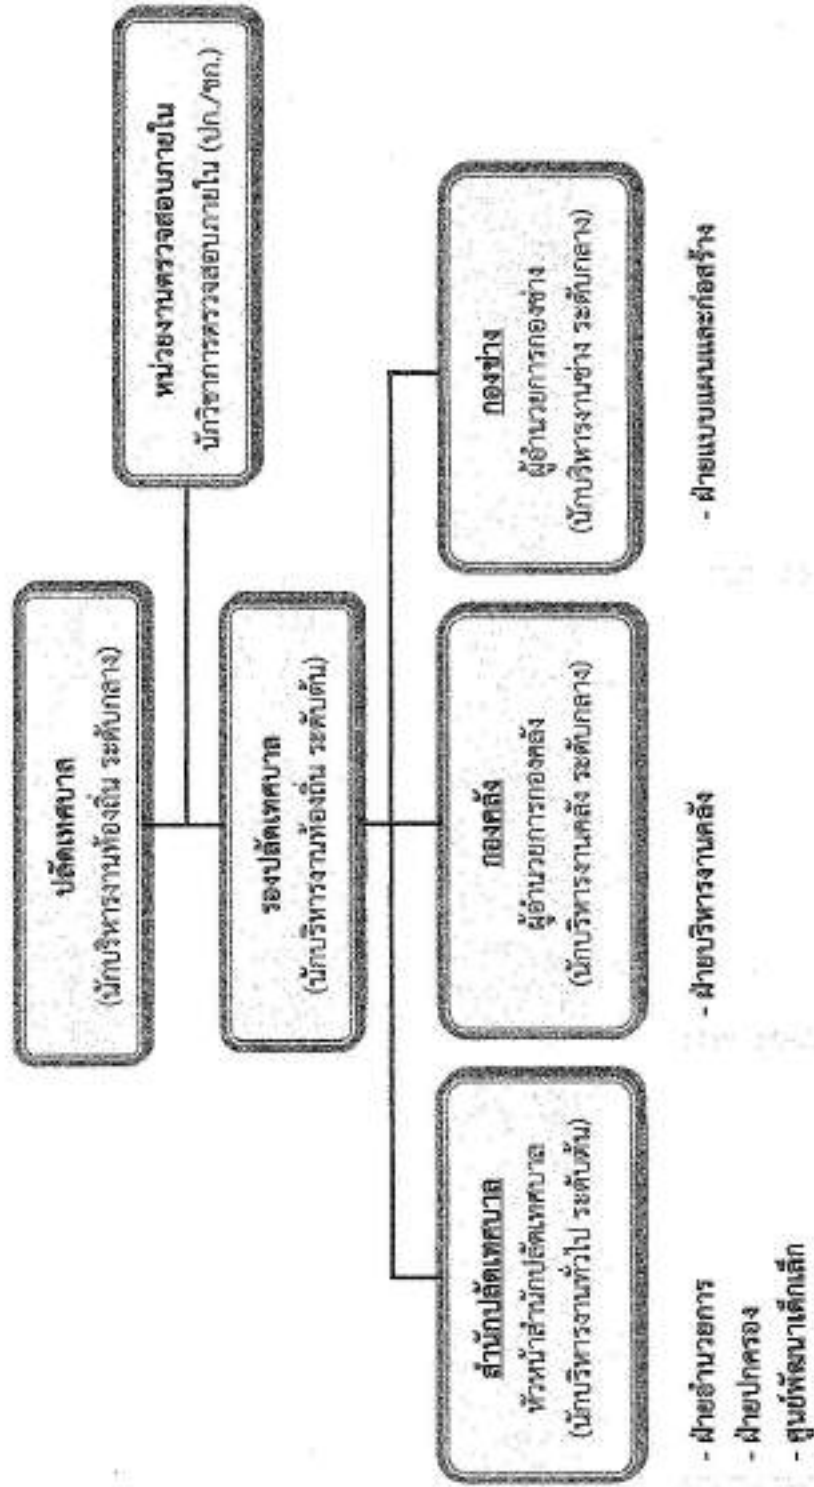 ปลัดเทศบาล
(นักบริหารงานท้องถิ่น ระดับกลาง)
หน่วยงานตรวจสอบภายใน
นักวิชาการตรวจสอบภายใน (ปก./ชก.)
รองปลัดเทศบาล
(นักบริหารงานท้องถิ่น ระดับต้น)
สำนักปลัดเทศบาล
หัวหน้าสำนักปลัดเทศบาล
(นักบริหารงานทั่วไป ระดับต้น)
กองคลัง
ผู้อำนวยการกองคลัง
(นักบริหารงานคลัง ระดับกลาง)
กองช่าง
ผู้อำนวยการกองช่าง
(นักบริหารงานช่าง ระดับกลาง)
- ฝ่ายอำนวยการ
- ฝ่ายปกครอง
- ศูนย์พัฒนาเด็กเล็ก
- ฝ่ายบริหารงานคลัง
- ฝ่ายแบบแผนและก่อสร้าง